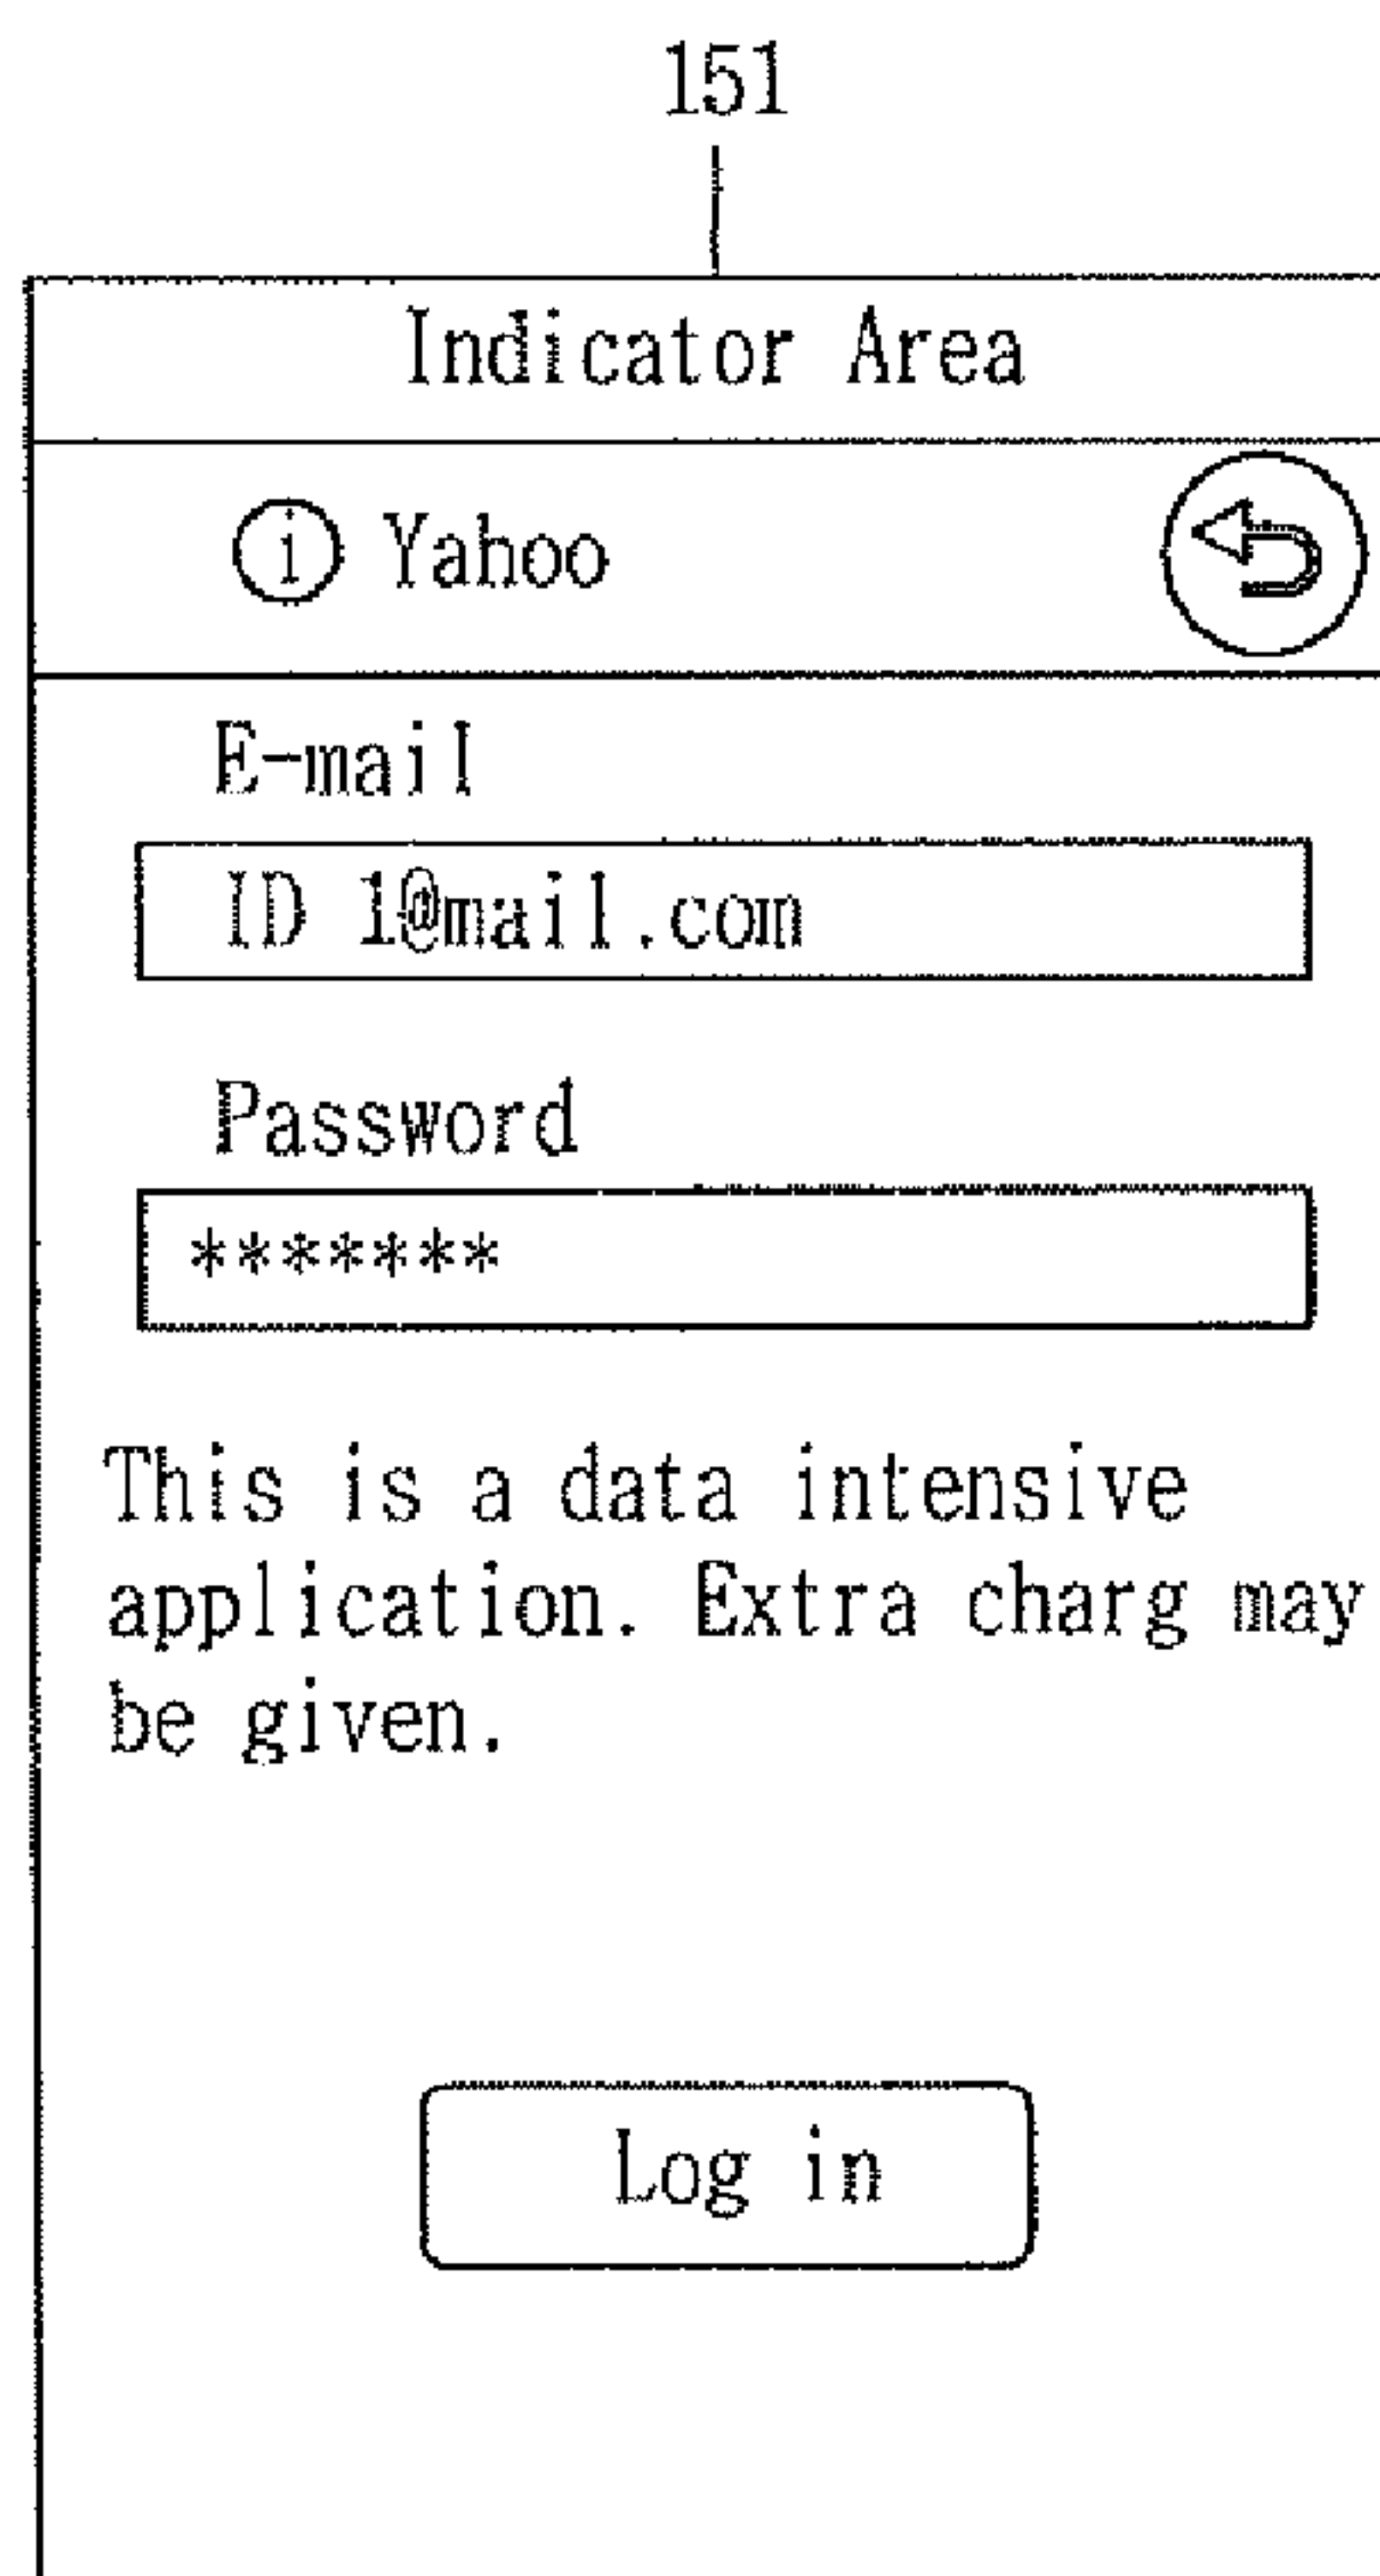 151
Indicator Area
i Yahoo
E-mail
ID 1@mail.com
Password
*******
This is a data intensive
application. Extra charg may
be given.
Log in